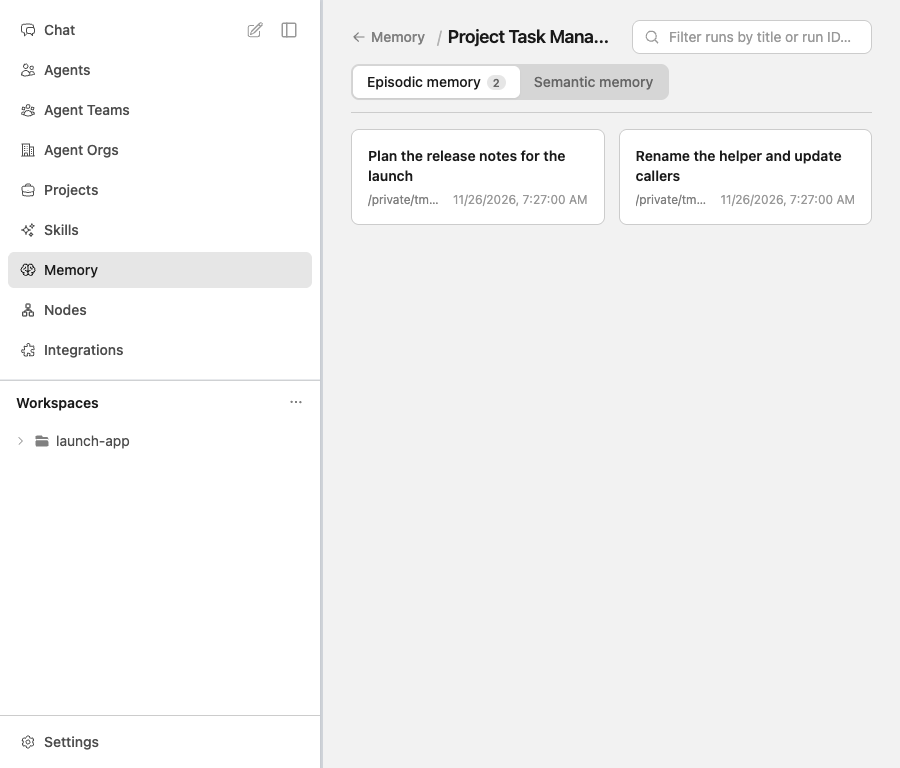 Chat
Agents
Agent Teams
Agent Orgs
Projects
Skills
Memory
Nodes
Integrations
Workspaces
launch-app
Settings
Memory / Project Task Mana...
Filter runs by title or run ID...
Episodic memory 2
Semantic memory
Plan the release notes for the
launch
/private/tm... 11/26/2026, 7:27:00 AM
Rename the helper and update
callers
/private/tm... 11/26/2026, 7:27:00 AM